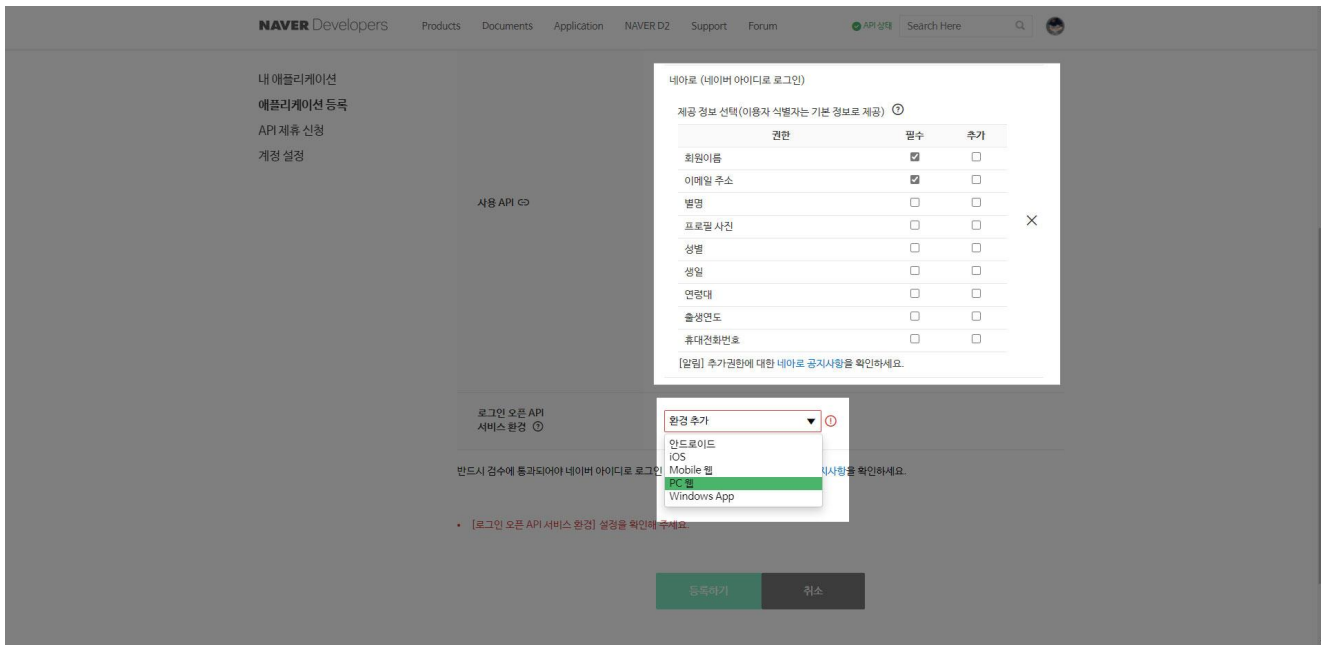 NAVER Developers Products Documents Application NAVER D2 Support Forum API 상태 Search Here
내 애플리케이션
애플리케이션 등록
API 제휴 신청
계정 설정
사용 API
네아로 (네이버 아이디로 로그인)
제공 정보 선택(이용자 식별자는 기본 정보로 제공)
권한 필수 추가
회원이름
이메일 주소
별명
프로필 사진
성별
생일
연령대
출생연도
휴대전화번호
[알림] 추가권한에 대한 네아로 공지사항을 확인하세요.
로그인 오픈 API
서비스 환경
환경 추가
안드로이드
iOS
Mobile 웹
PC 웹
Windows App
반드시 검수에 통과되어야 네이버 아이디로 로그인 지사항을 확인하세요.
[로그인 오픈 API 서비스 환경] 설정을 확인해 주세요.
등록하기 취소